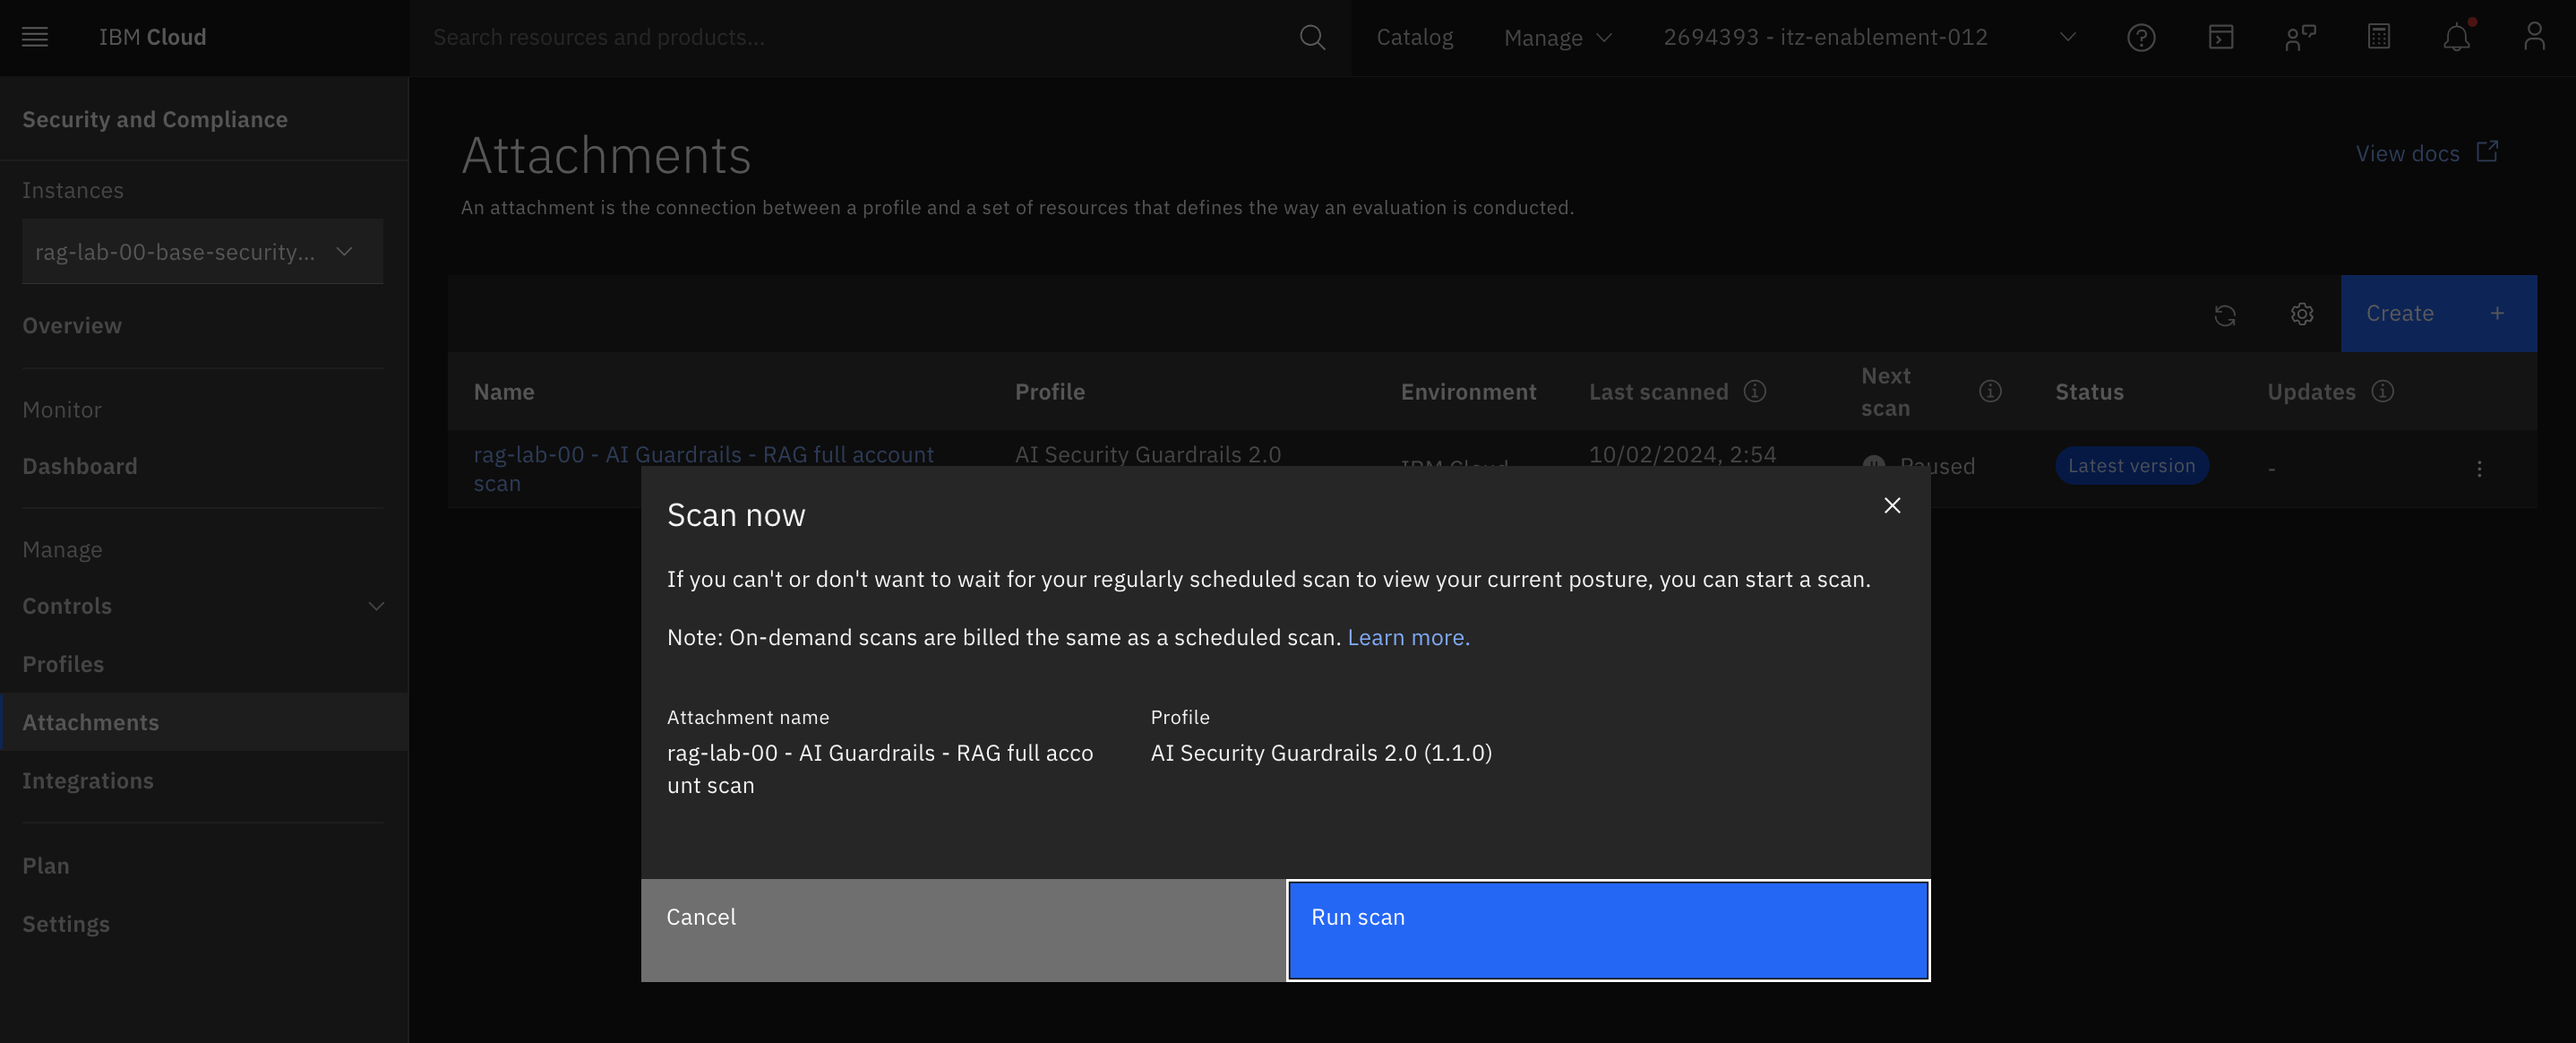 IBM Cloud
Search resources and products...
Catalog
Manage
2694393 - itz-enablement-012
Security and Compliance
Instances
rag-lab-00-base-security...
Overview
Monitor
Dashboard
Manage
Controls
Profiles
Attachments
Integrations
Plan
Settings
Attachments
View docs
An attachment is the connection between a profile and a set of resources that defines the way an evaluation is conducted.
Create +
Name
Profile
Environment
Last scanned
Next
scan
Status
Updates
rag-lab-00 - AI Guardrails - RAG full account
scan
AI Security Guardrails 2.0
IBM Cloud
10/02/2024, 2:54
Paused
Latest version
-
Scan now
If you can't or don't want to wait for your regularly scheduled scan to view your current posture, you can start a scan.
Note: On-demand scans are billed the same as a scheduled scan. Learn more.
Attachment name
rag-lab-00 - AI Guardrails - RAG full acco
unt scan
Profile
AI Security Guardrails 2.0 (1.1.0)
Cancel
Run scan